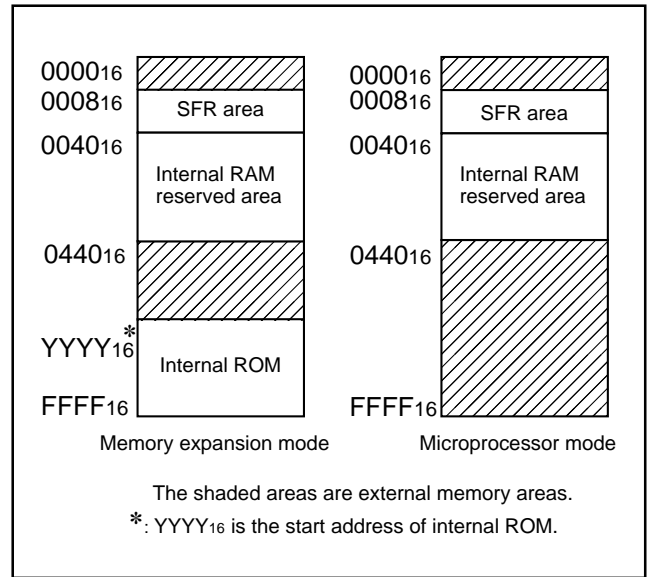 0000₁₆
0008₁₆
SFR area
0040₁₆
Internal RAM
reserved area
0440₁₆
YYYY₁₆*
Internal ROM
FFFF₁₆
Memory expansion mode
0000₁₆
0008₁₆
SFR area
0040₁₆
Internal RAM
reserved area
0440₁₆
FFFF₁₆
Microprocessor mode
The shaded areas are external memory areas.
*: YYYY₁₆ is the start address of internal ROM.